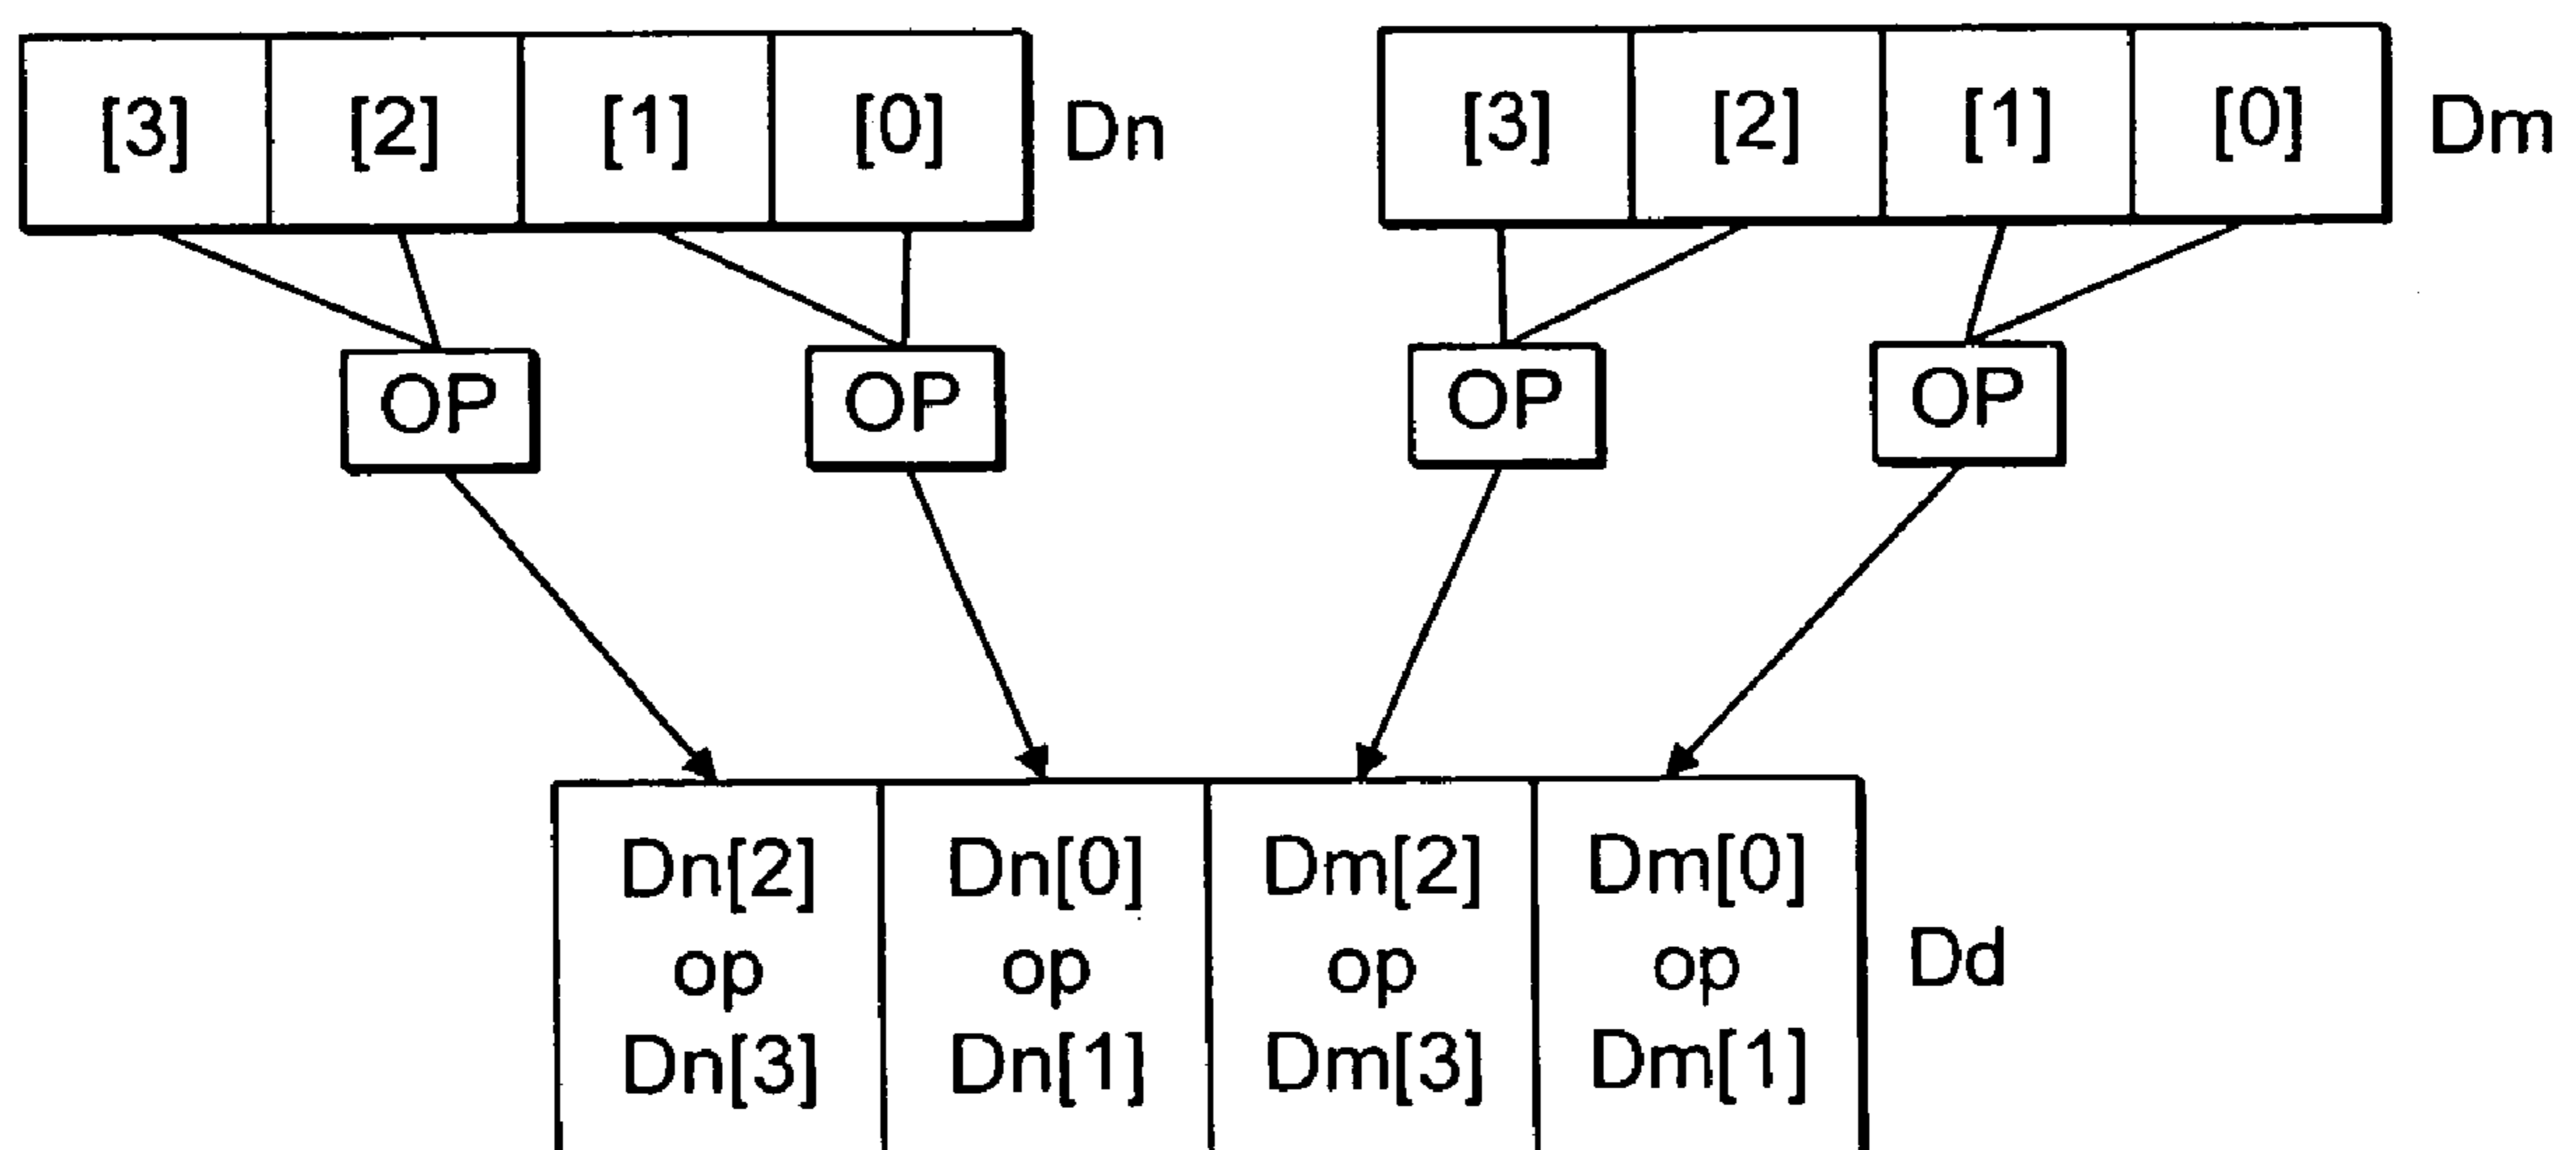 [3] [2] [1] [0] Dn [3] [2] [1] [0] Dm
OP OP OP OP
Dn[2] Dn[0] Dm[2] Dm[0]
op op op op Dd
Dn[3] Dn[1] Dm[3] Dm[1]